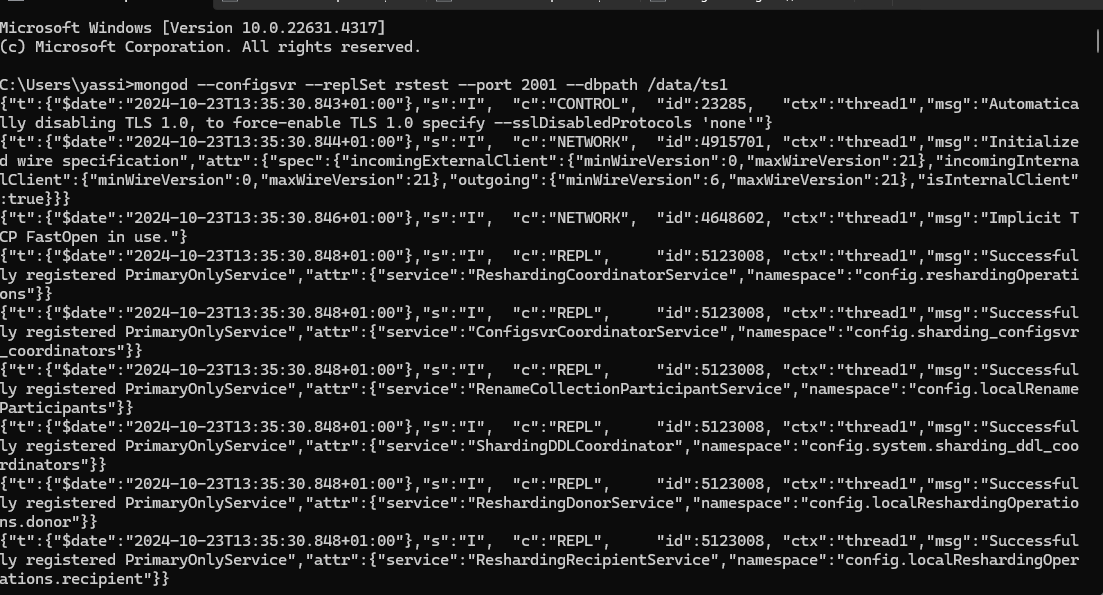 Microsoft Windows [Version 10.0.22631.4317]
(c) Microsoft Corporation. All rights reserved.
C:\Users\yassi>mongod --configsvr --replSet rstest --port 2001 --dbpath /data/ts1
{"t":{"$date":"2024-10-23T13:35:30.843+01:00"},"s":"I",  "c":"CONTROL",  "id":23285,   "ctx":"thread1","msg":"Automatica
lly disabling TLS 1.0, to force-enable TLS 1.0 specify --sslDisabledProtocols 'none'"}
{"t":{"$date":"2024-10-23T13:35:30.844+01:00"},"s":"I",  "c":"NETWORK",  "id":4915701, "ctx":"thread1","msg":"Initialize
d wire specification","attr":{"spec":{"incomingExternalClient":{"minWireVersion":0,"maxWireVersion":21},"incomingInterna
lClient":{"minWireVersion":0,"maxWireVersion":21},"outgoing":{"minWireVersion":6,"maxWireVersion":21},"isInternalClient"
:true}}}
{"t":{"$date":"2024-10-23T13:35:30.846+01:00"},"s":"I",  "c":"NETWORK",  "id":4648602, "ctx":"thread1","msg":"Implicit T
CP FastOpen in use."}
{"t":{"$date":"2024-10-23T13:35:30.848+01:00"},"s":"I",  "c":"REPL",     "id":5123008, "ctx":"thread1","msg":"Successful
ly registered PrimaryOnlyService","attr":{"service":"ReshardingCoordinatorService","namespace":"config.reshardingOperati
ons"}}
{"t":{"$date":"2024-10-23T13:35:30.848+01:00"},"s":"I",  "c":"REPL",     "id":5123008, "ctx":"thread1","msg":"Successful
ly registered PrimaryOnlyService","attr":{"service":"ConfigsvrCoordinatorService","namespace":"config.sharding_configsvr
_coordinators"}}
{"t":{"$date":"2024-10-23T13:35:30.848+01:00"},"s":"I",  "c":"REPL",     "id":5123008, "ctx":"thread1","msg":"Successful
ly registered PrimaryOnlyService","attr":{"service":"RenameCollectionParticipantService","namespace":"config.localRename
Participants"}}
{"t":{"$date":"2024-10-23T13:35:30.848+01:00"},"s":"I",  "c":"REPL",     "id":5123008, "ctx":"thread1","msg":"Successful
ly registered PrimaryOnlyService","attr":{"service":"ShardingDDLCoordinator","namespace":"config.system.sharding_ddl_coo
rdinators"}}
{"t":{"$date":"2024-10-23T13:35:30.848+01:00"},"s":"I",  "c":"REPL",     "id":5123008, "ctx":"thread1","msg":"Successful
ly registered PrimaryOnlyService","attr":{"service":"ReshardingDonorService","namespace":"config.localReshardingOperatio
ns.donor"}}
{"t":{"$date":"2024-10-23T13:35:30.848+01:00"},"s":"I",  "c":"REPL",     "id":5123008, "ctx":"thread1","msg":"Successful
ly registered PrimaryOnlyService","attr":{"service":"ReshardingRecipientService","namespace":"config.localReshardingOper
ations.recipient"}}